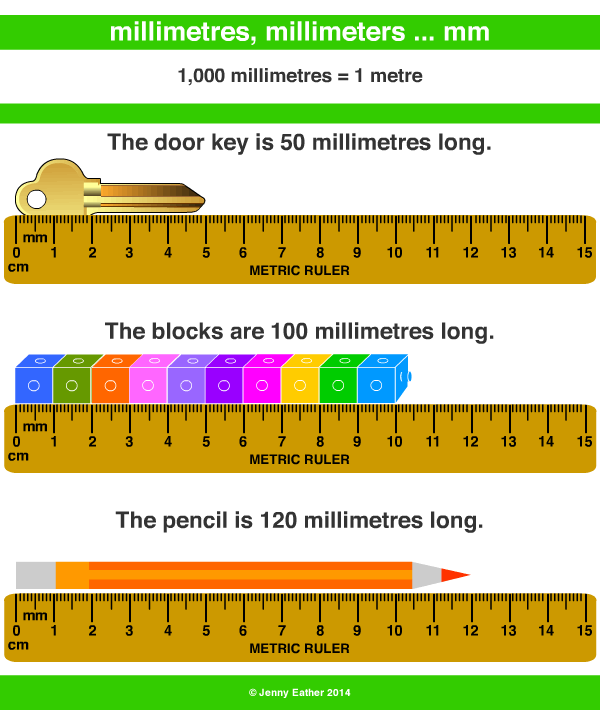 millimetres, millimeters ... mm
1,000 millimetres = 1 metre
The door key is 50 millimetres long.
mm
0 1 2 3 4 5 6 7 8 9 10 11 12 13 14 15
cm
METRIC RULER
The blocks are 100 millimetres long.
mm
0 1 2 3 4 5 6 7 8 9 10 11 12 13 14 15
cm
METRIC RULER
The pencil is 120 millimetres long.
mm
0 1 2 3 4 5 6 7 8 9 10 11 12 13 14 15
cm
METRIC RULER
© Jenny Eather 2014